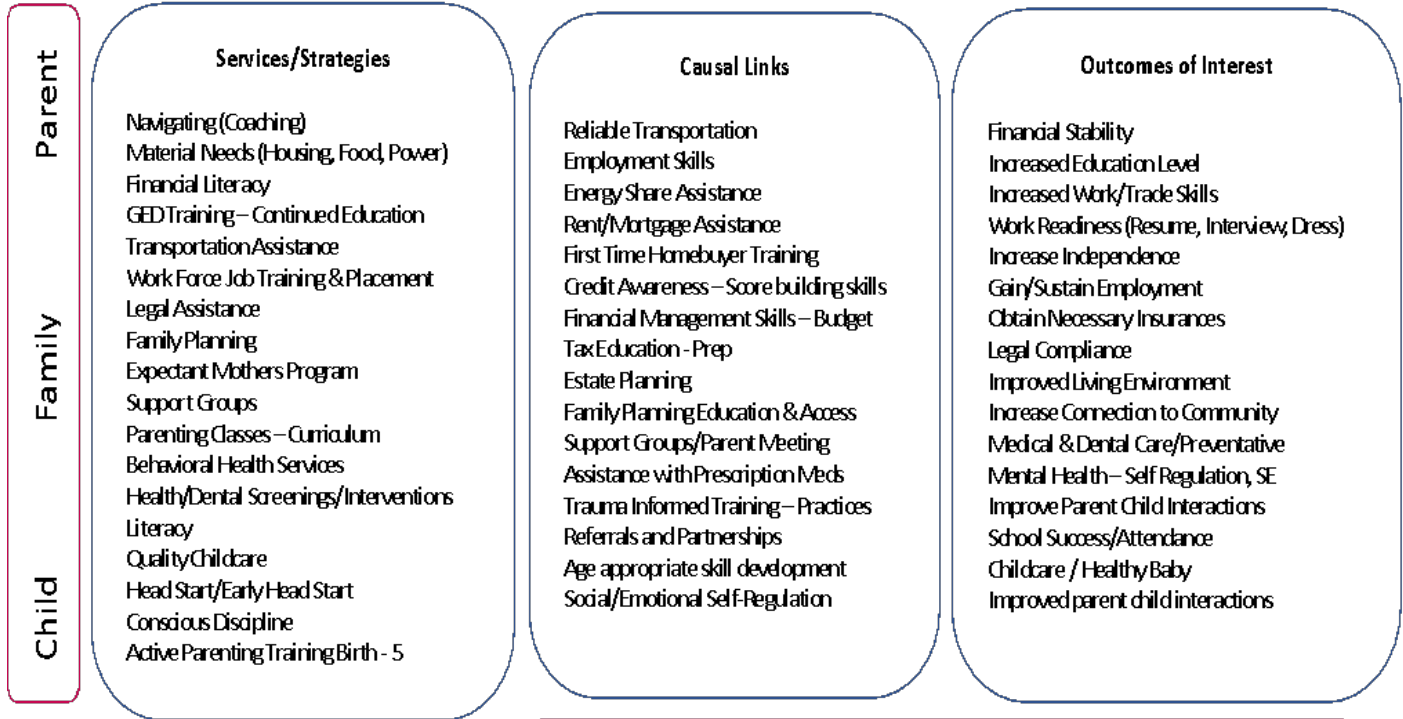 Parent
Family
Child
Services/Strategies
Navigating (Coaching)
Material Needs (Housing, Food, Power)
Financial Literacy
GED Training – Continued Education
Transportation Assistance
Work Force Job Training & Placement
Legal Assistance
Family Planning
Expectant Mothers Program
Support Groups
Parenting Classes – Curriculum
Behavioral Health Services
Health/Dental Screenings/Interventions
Literacy
Quality Childcare
Head Start/Early Head Start
Conscious Discipline
Active Parenting Training Birth - 5
Causal Links
Reliable Transportation
Employment Skills
Energy Share Assistance
Rent/Mortgage Assistance
First Time Homebuyer Training
Credit Awareness – Score building skills
Financial Management Skills – Budget
Tax Education - Prep
Estate Planning
Family Planning Education & Access
Support Groups/Parent Meeting
Assistance with Prescription Meds
Trauma Informed Training – Practices
Referrals and Partnerships
Age appropriate skill development
Social/Emotional Self-Regulation
Outcomes of Interest
Financial Stability
Increased Education Level
Increased Work/Trade Skills
Work Readiness (Resume, Interview, Dress)
Increase Independence
Gain/Sustain Employment
Obtain Necessary Insurances
Legal Compliance
Improved Living Environment
Increase Connection to Community
Medical & Dental Care/Preventative
Mental Health – Self Regulation, SE
Improve Parent Child Interactions
School Success/Attendance
Childcare / Healthy Baby
Improved parent child interactions